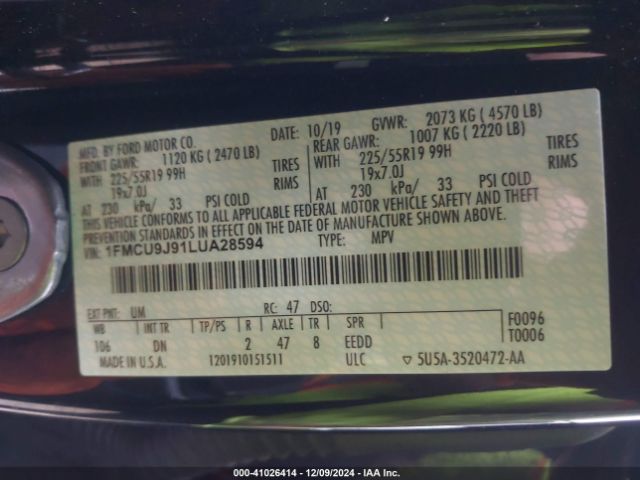 MFD. BY FORD MOTOR CO. DATE: 10/19 GVWR: 2073 KG ( 4570 LB)
FRONT GAWR: 1120 KG ( 2470 LB) REAR GAWR: 1007 KG ( 2220 LB)
WITH 225/55R19 99H TIRES WITH 225/55R19 99H TIRES
19x7.0J RIMS 19x7.0J RIMS
AT 230 kPa/ 33 PSI COLD AT 230 kPa/ 33 PSI COLD
THIS VEHICLE CONFORMS TO ALL APPLICABLE FEDERAL MOTOR VEHICLE SAFETY AND THEFT
PREVENTION STANDARDS IN EFFECT ON THE DATE OF MANUFACTURE SHOWN ABOVE.
VIN: 1FMCU9J91LUA28594 TYPE: MPV
EXT PNT: UM RC: 47 DSO:
WB INT TR TP/PS R AXLE TR SPR F0096
106 DN 2 47 8 EEDD T0006
MADE IN U.S.A. 1201910151511 ULC ▽ 5U5A-3520472-AA
000-41026414 - 12/09/2024 - IAA Inc.